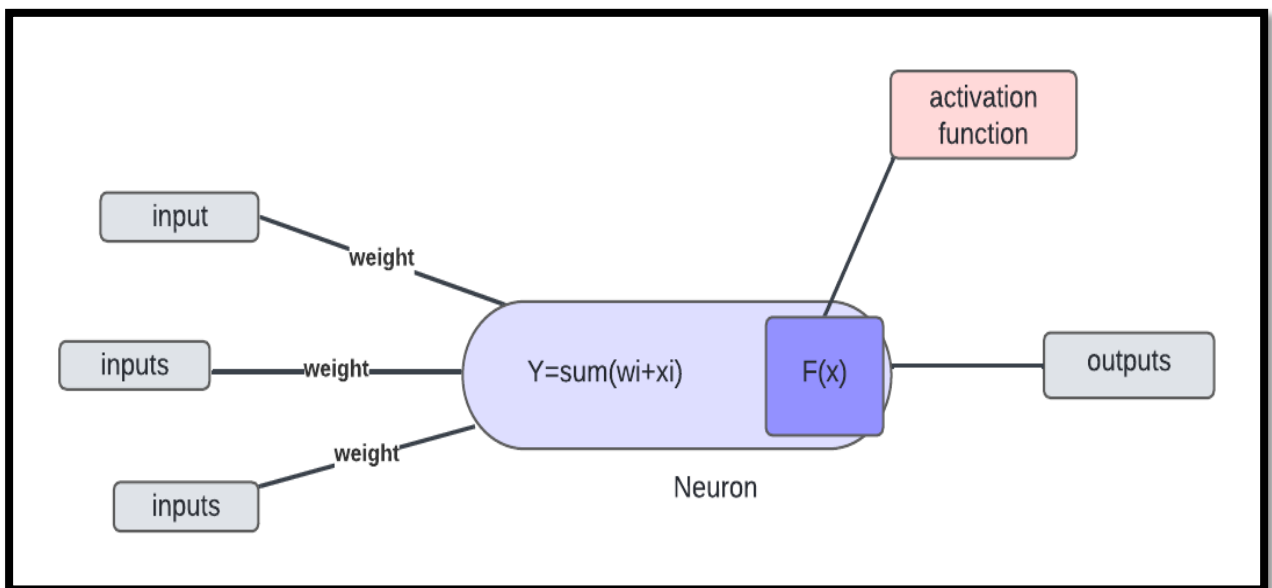 activation
function
input
weight
inputs
weight
Y=sum(wi+xi)
F(x)
outputs
weight
inputs
Neuron